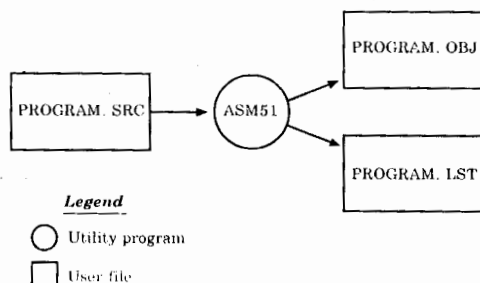 PROGRAM. OBJ
PROGRAM. SRC
ASM51
PROGRAM. LST
Legend
Utility program
User file